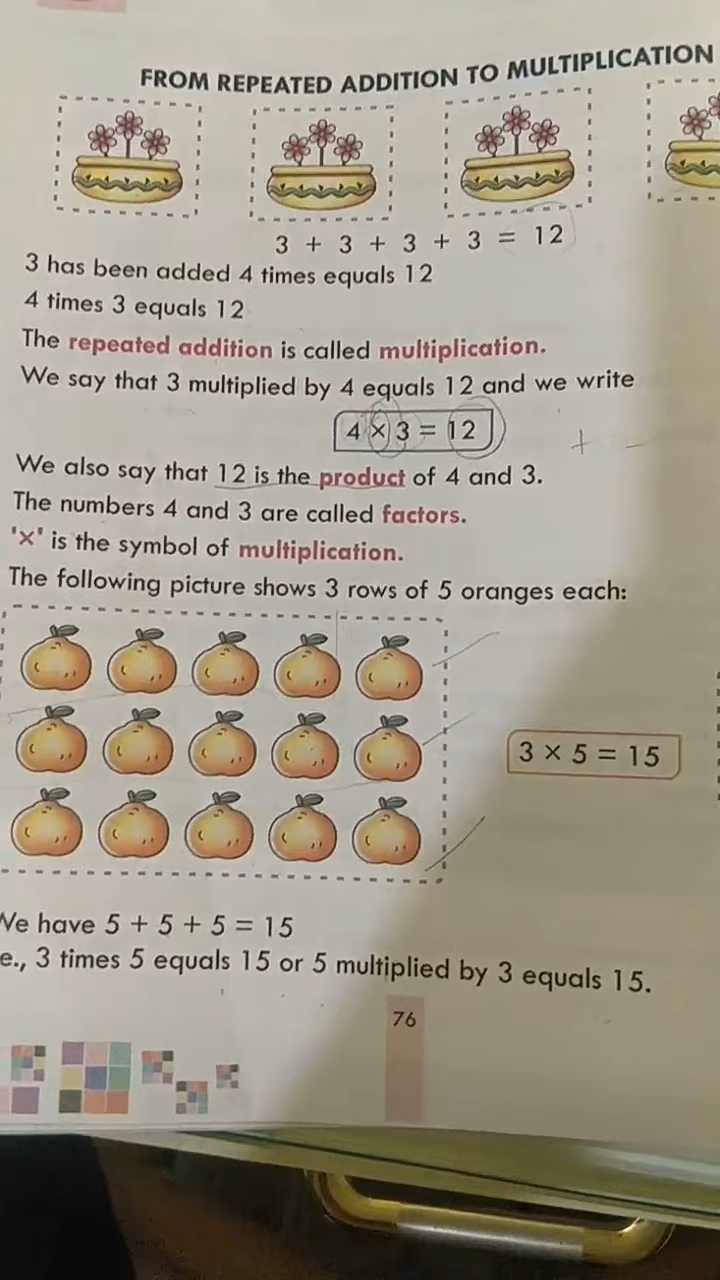 FROM REPEATED ADDITION TO MULTIPLICATION
3 + 3 + 3 + 3 = 12
3 has been added 4 times equals 12
4 times 3 equals 12
The repeated addition is called multiplication.
We say that 3 multiplied by 4 equals 12 and we write
4 × 3 = 12
+ -
We also say that 12 is the product of 4 and 3.
The numbers 4 and 3 are called factors.
'×' is the symbol of multiplication.
The following picture shows 3 rows of 5 oranges each:
3 × 5 = 15
We have 5 + 5 + 5 = 15
e., 3 times 5 equals 15 or 5 multiplied by 3 equals 15.
76